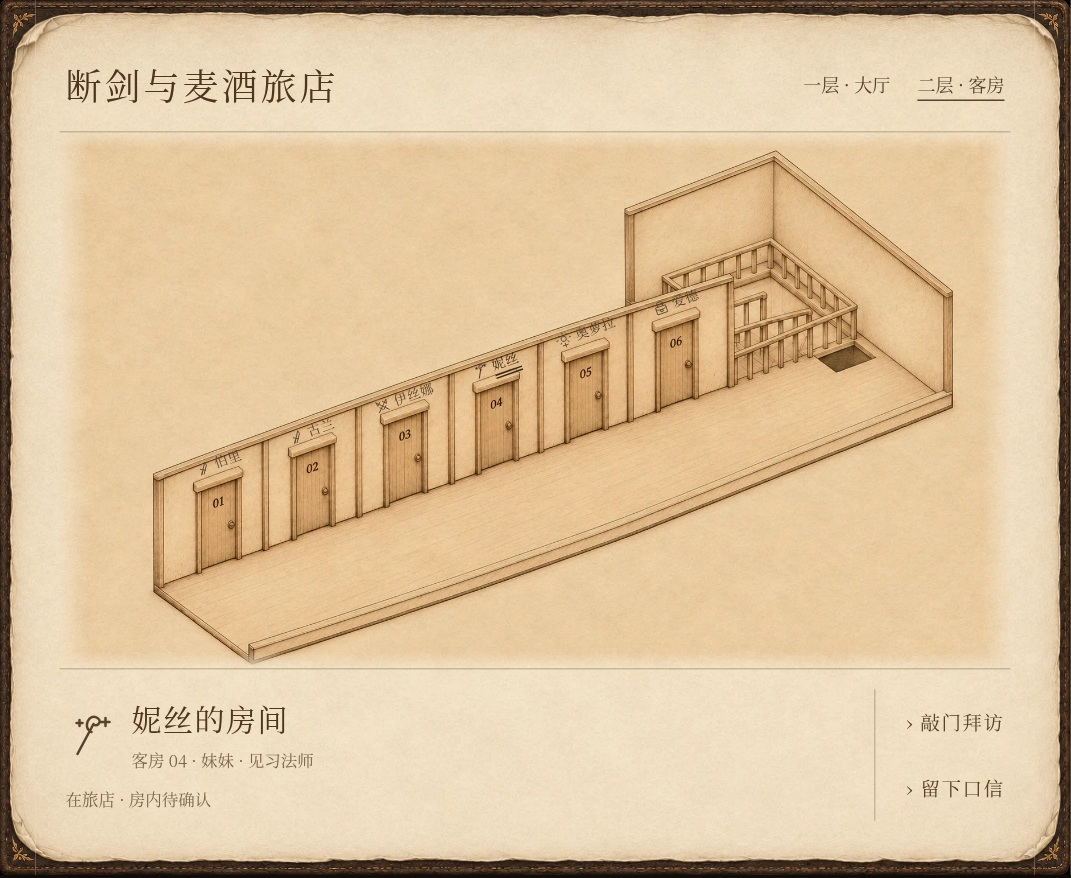 断剑与麦酒旅店
一层 · 大厅
二层 · 客房
伯里
01
古兰
02
伊丝娜
03
妮丝
04
奥萝拉
05
麦德
06
妮丝的房间
客房 04 · 妹妹 · 见习法师
在旅店 · 房内待确认
› 敲门拜访
› 留下口信